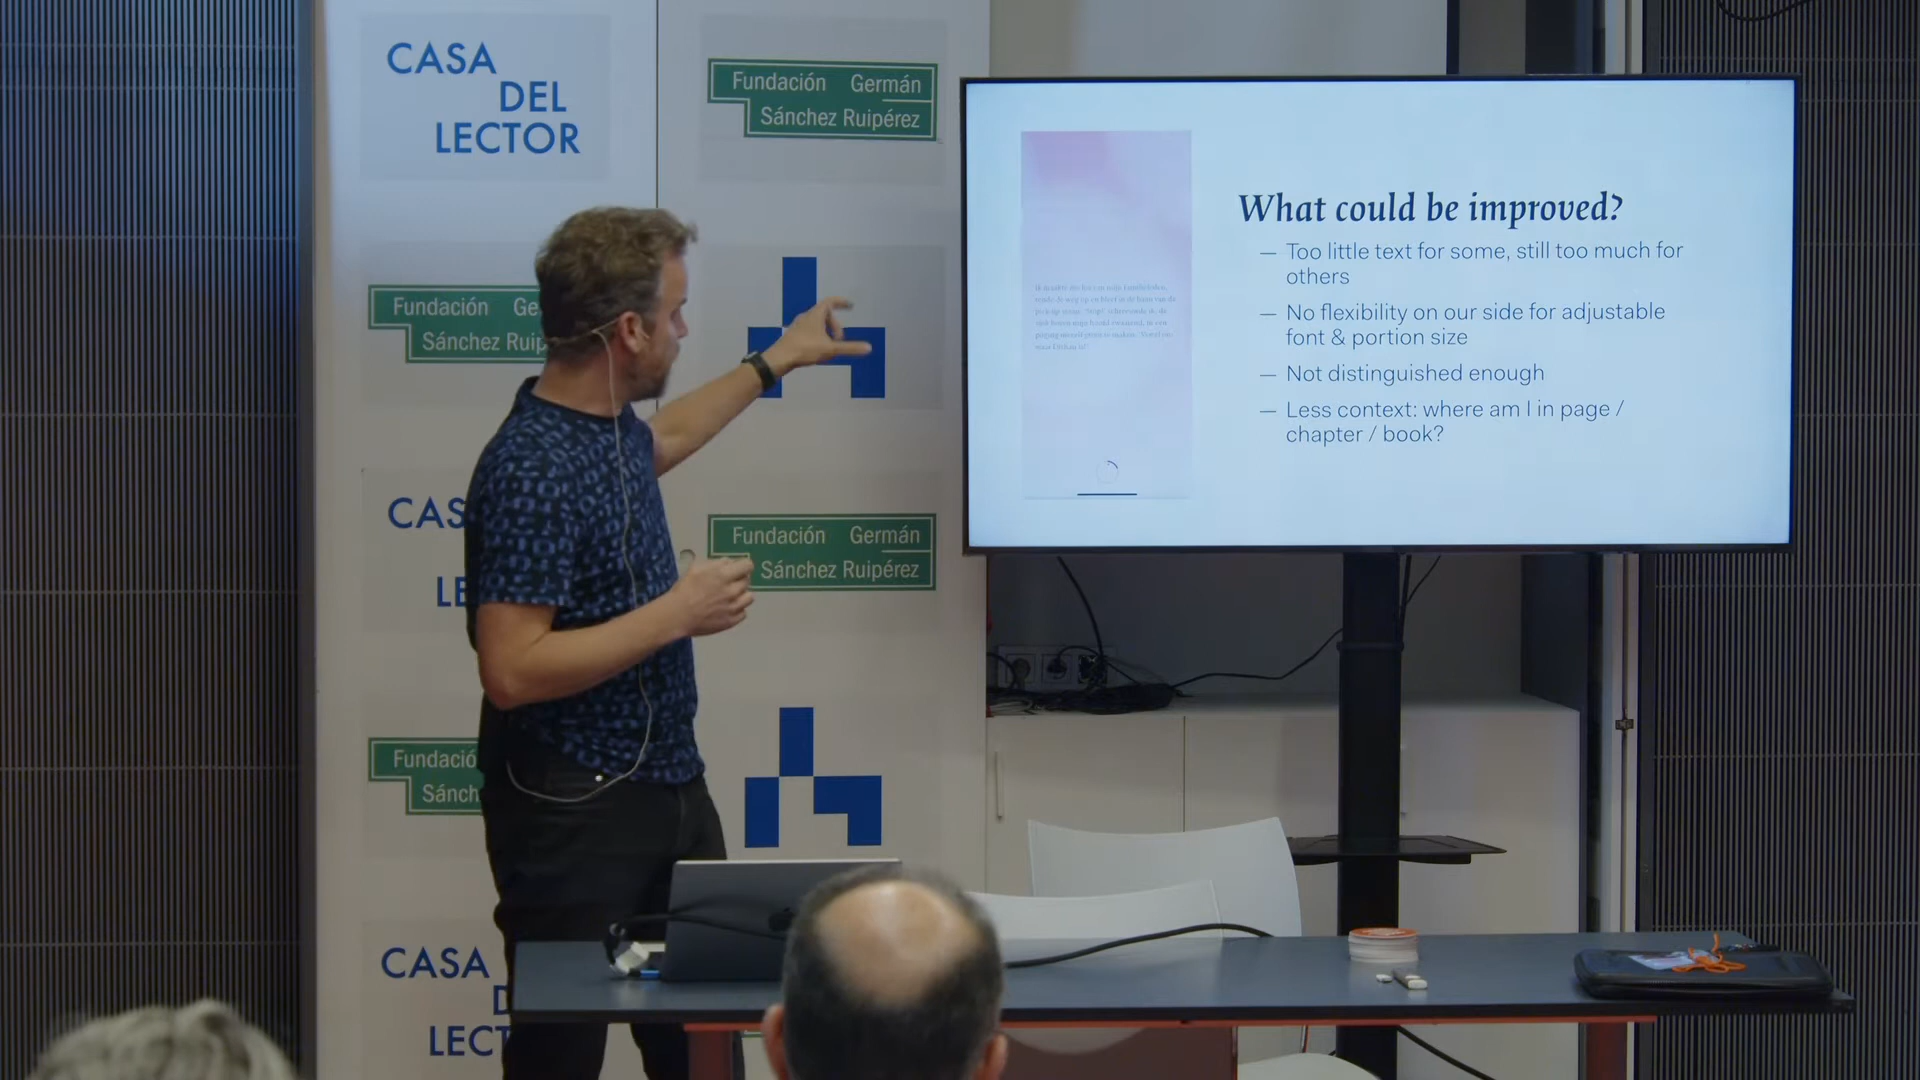 CASA
DEL
LECTOR
Fundación Germán
Sánchez Ruipérez
Fundación Ge
Sánchez Ruip
CAS
LE
Fundación Germán
Sánchez Ruipérez
Fundació
Sánch
CASA
D
LECT
What could be improved?
— Too little text for some, still too much for
others
— No flexibility on our side for adjustable
font & portion size
— Not distinguished enough
— Less context: where am I in page /
chapter / book?